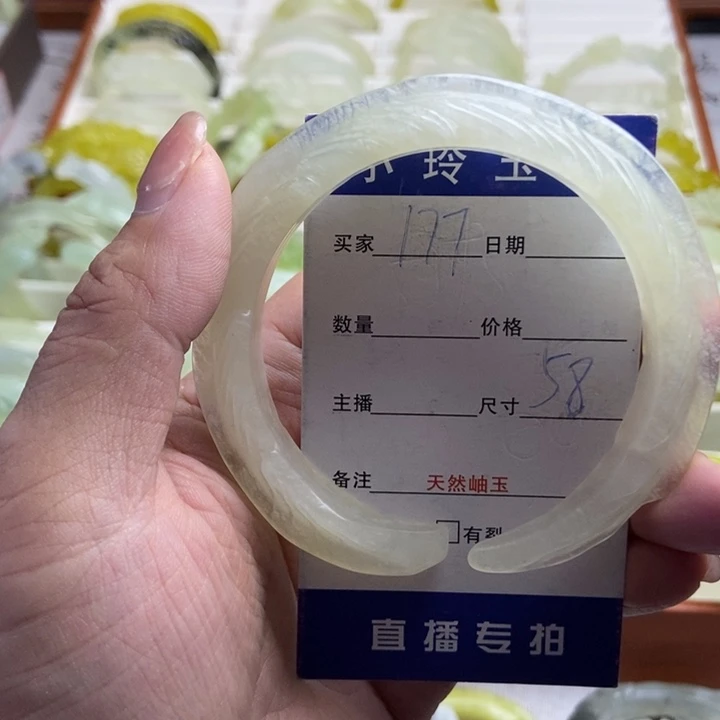 小玲玉
买家 177 日期
数量 价格
主播 尺寸 58
备注 天然岫玉
□有裂
直播专拍